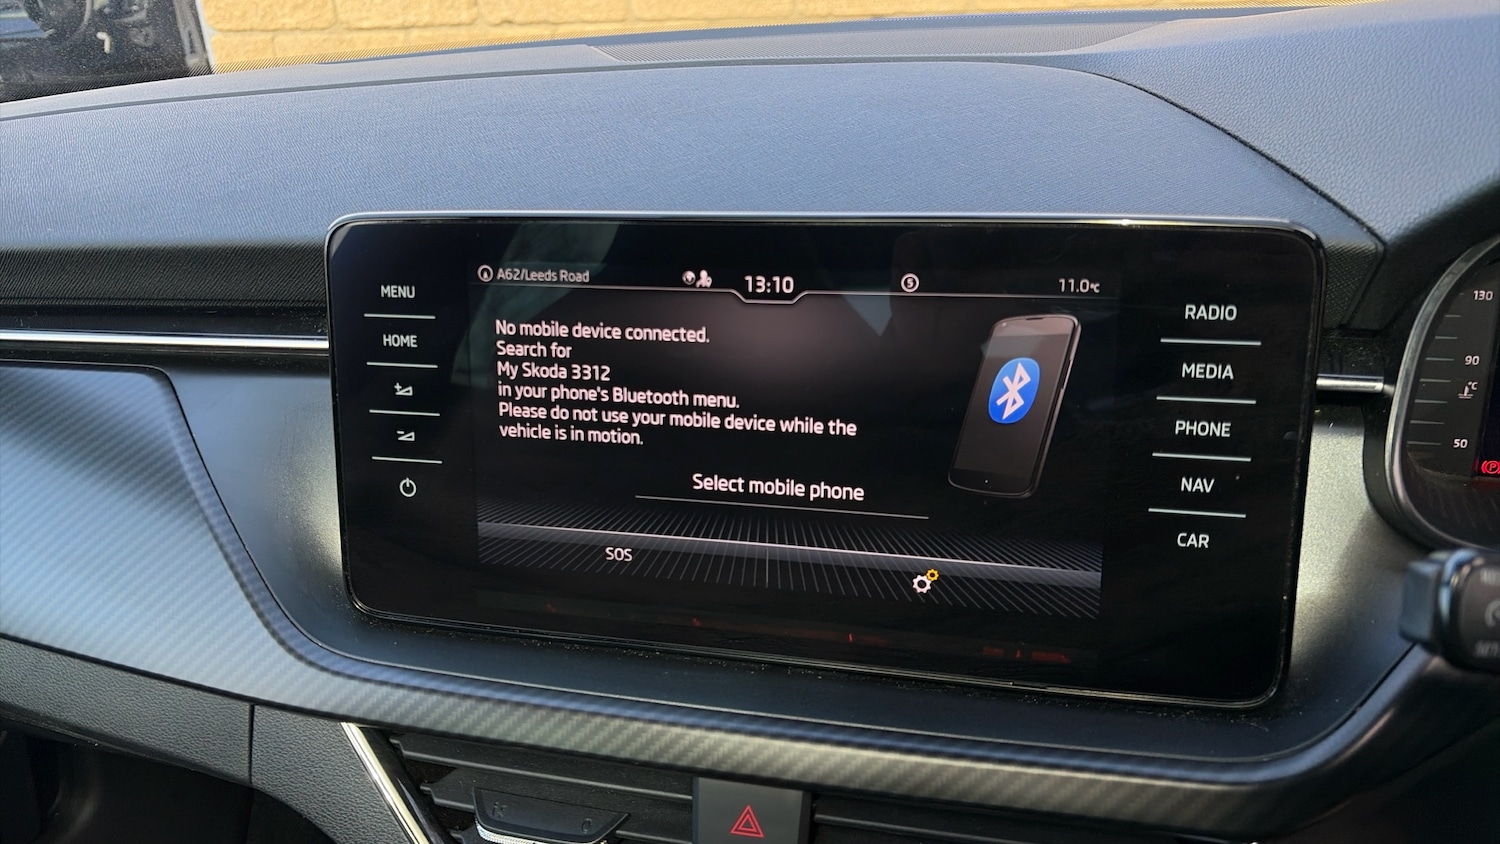 MENU
HOME
A62/Leeds Road
13:10
S
11.0°C
No mobile device connected.
Search for
My Skoda 3312
in your phone's Bluetooth menu.
Please do not use your mobile device while the
vehicle is in motion.
Select mobile phone
SOS
RADIO
MEDIA
PHONE
NAV
CAR
130
90
°C
50
P